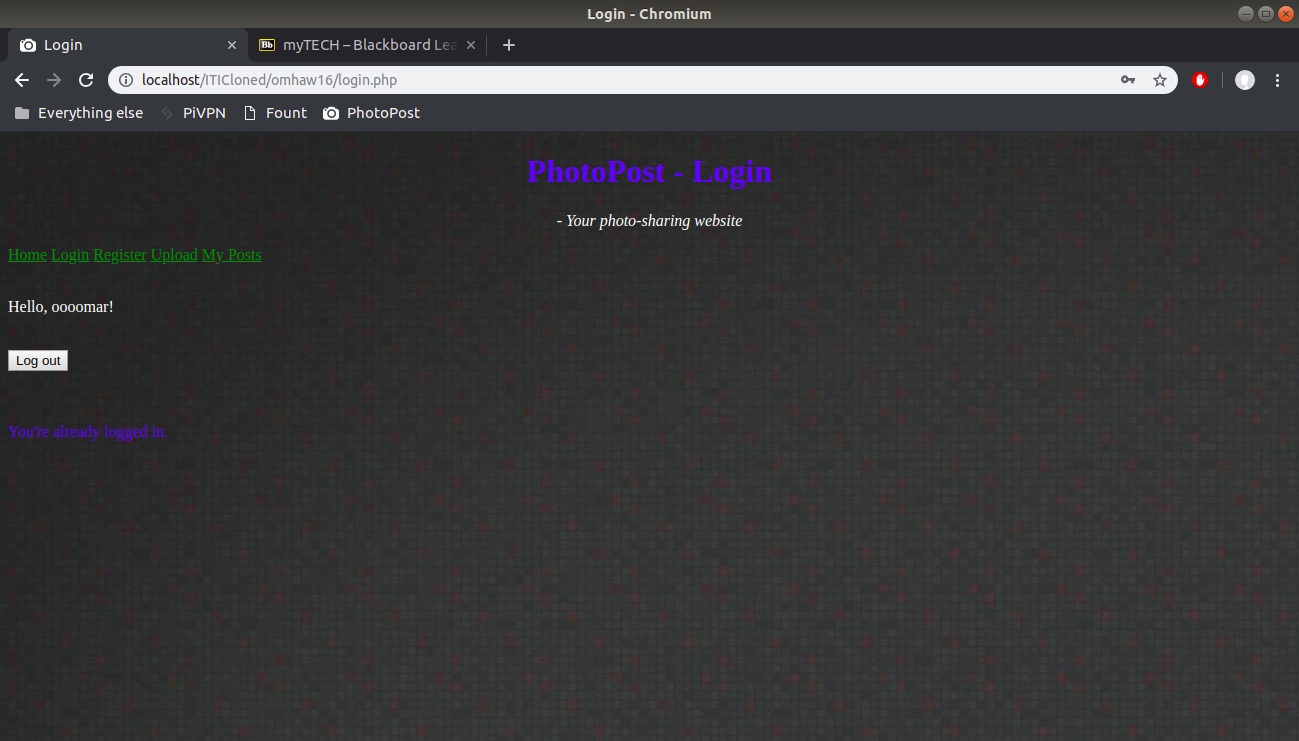 Login - Chromium
Login
Bb myTECH – Blackboard Lea
localhost/ITICloned/omhaw16/login.php
Everything else PiVPN Fount PhotoPost
PhotoPost - Login
- Your photo-sharing website
Home Login Register Upload My Posts
Hello, oooomar!
Log out
You're already logged in.